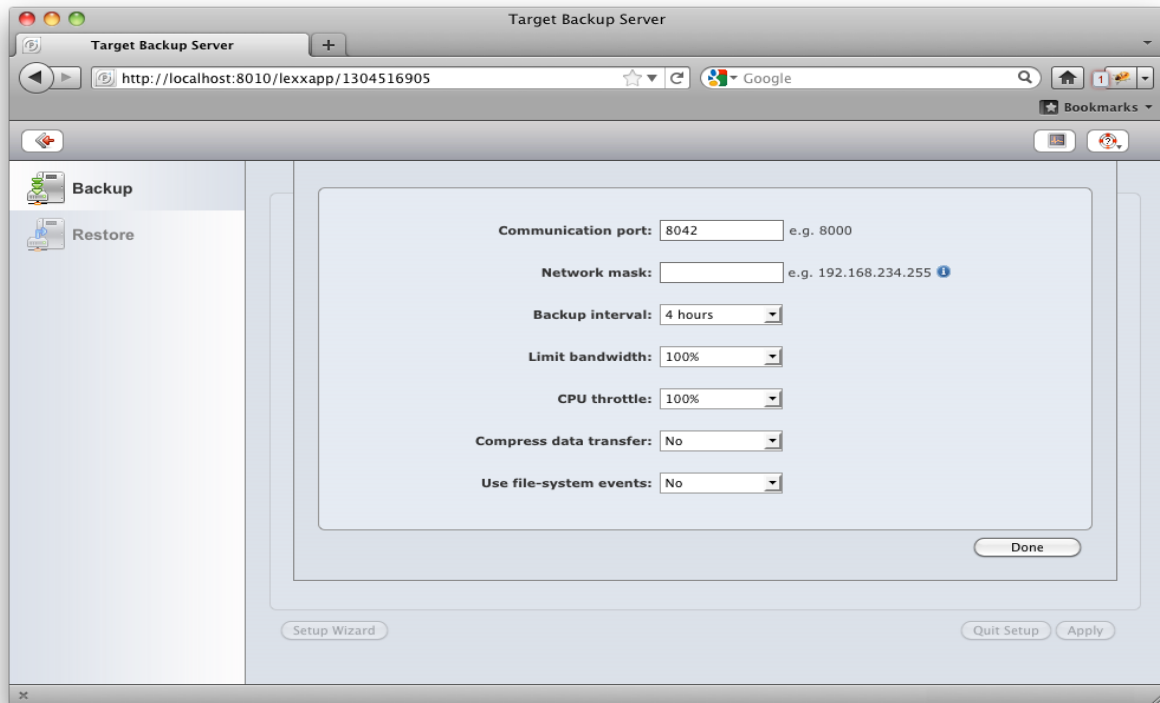 Target Backup Server
Target Backup Server
http://localhost:8010/lexxapp/1304516905
Google
1
Bookmarks
Backup
Restore
Communication port: 8042 e.g. 8000
Network mask: e.g. 192.168.234.255
Backup interval: 4 hours
Limit bandwidth: 100%
CPU throttle: 100%
Compress data transfer: No
Use file-system events: No
Done
Setup Wizard Quit Setup Apply